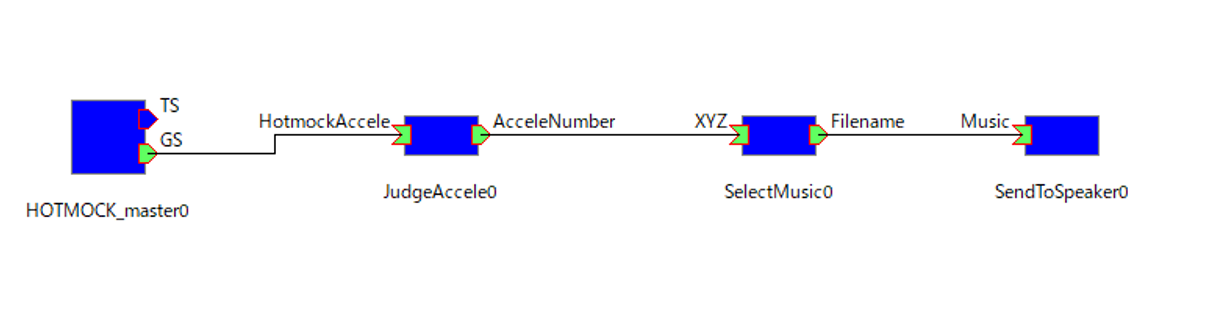 TS
GS
HOTMOCK_master0
HotmockAccele
AcceleNumber
JudgeAccele0
XYZ
Filename
SelectMusic0
Music
SendToSpeaker0